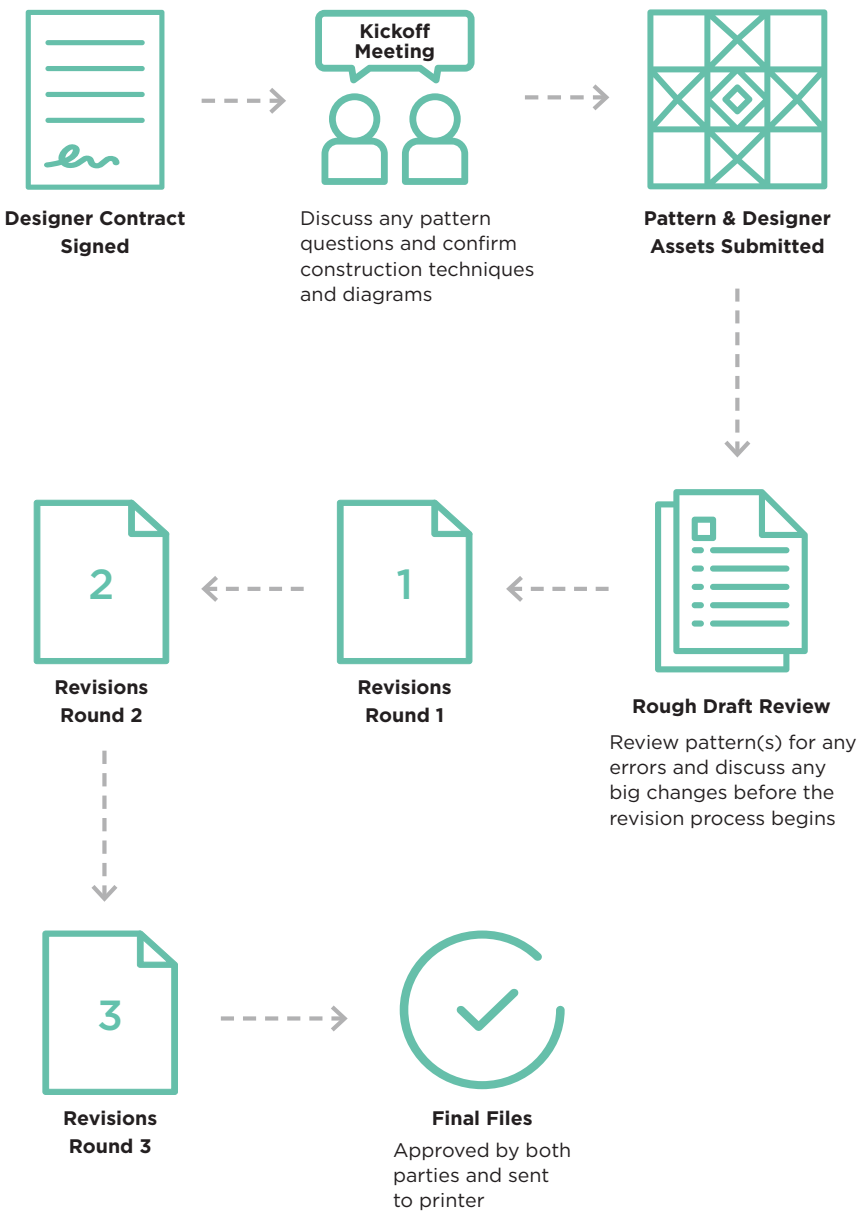 Kickoff
Meeting
Designer Contract
Signed
Discuss any pattern
questions and confirm
construction techniques
and diagrams
Pattern & Designer
Assets Submitted
Rough Draft Review
Review pattern(s) for any
errors and discuss any
big changes before the
revision process begins
1
Revisions
Round 1
2
Revisions
Round 2
3
Revisions
Round 3
Final Files
Approved by both
parties and sent
to printer